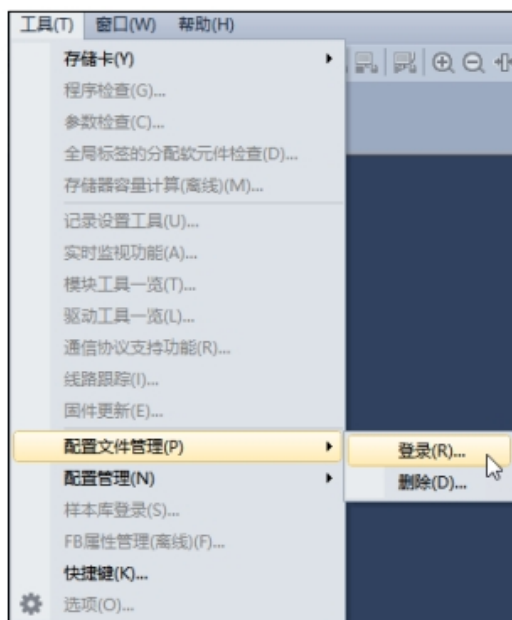 工具(T) 窗口(W) 帮助(H)
存储卡(Y)
程序检查(G)...
参数检查(C)...
全局标签的分配软元件检查(D)...
存储器容量计算(离线)(M)...
记录设置工具(U)...
实时监视功能(A)...
模块工具一览(T)...
驱动工具一览(L)...
通信协议支持功能(R)...
线路跟踪(I)...
固件更新(E)...
配置文件管理(P)
登录(R)...
配置管理(N)
删除(D)...
样本库登录(S)...
FB属性管理(离线)(F)...
快捷键(K)...
选项(O)...